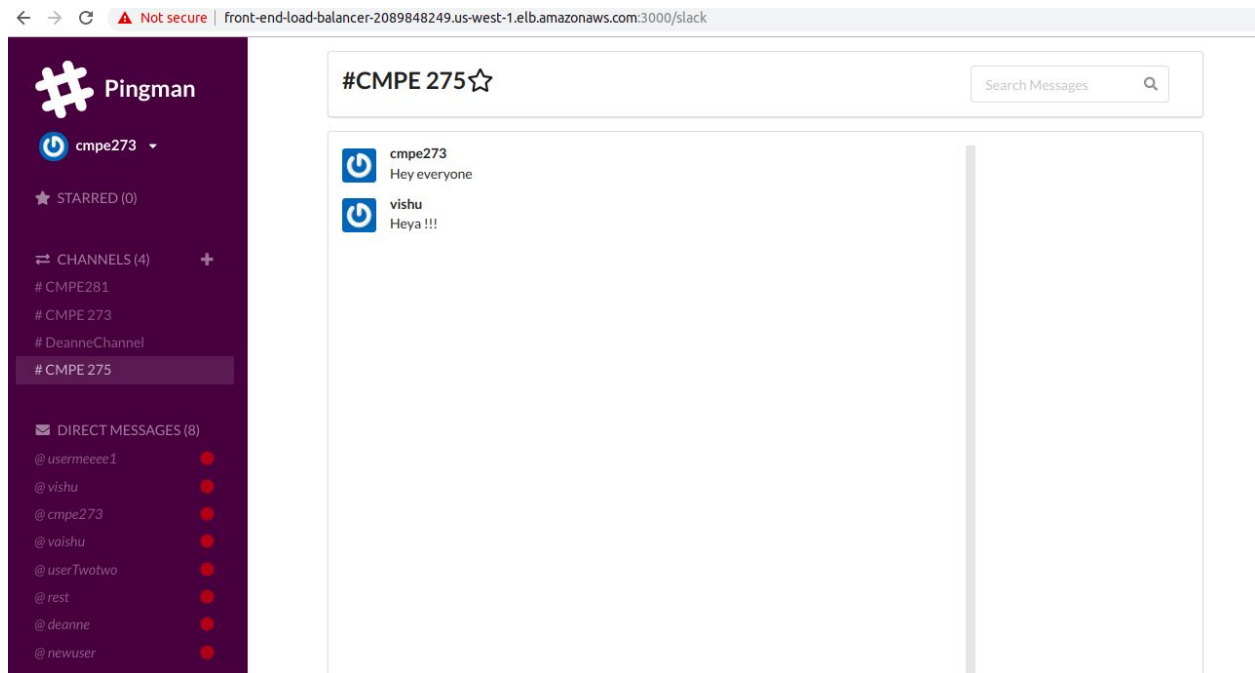 Not secure | front-end-load-balancer-2089848249.us-west-1.elb.amazonaws.com:3000/slack
Pingman
cmpe273
STARRED (0)
CHANNELS (4)
# CMPE281
# CMPE 273
# DeanneChannel
# CMPE 275
DIRECT MESSAGES (8)
@ usermeeee1
@ vishu
@ cmpe273
@ vaishu
@ userTwotwo
@ rest
@ deanne
@ newuser
#CMPE 275
Search Messages
cmpe273
Hey everyone
vishu
Heya !!!